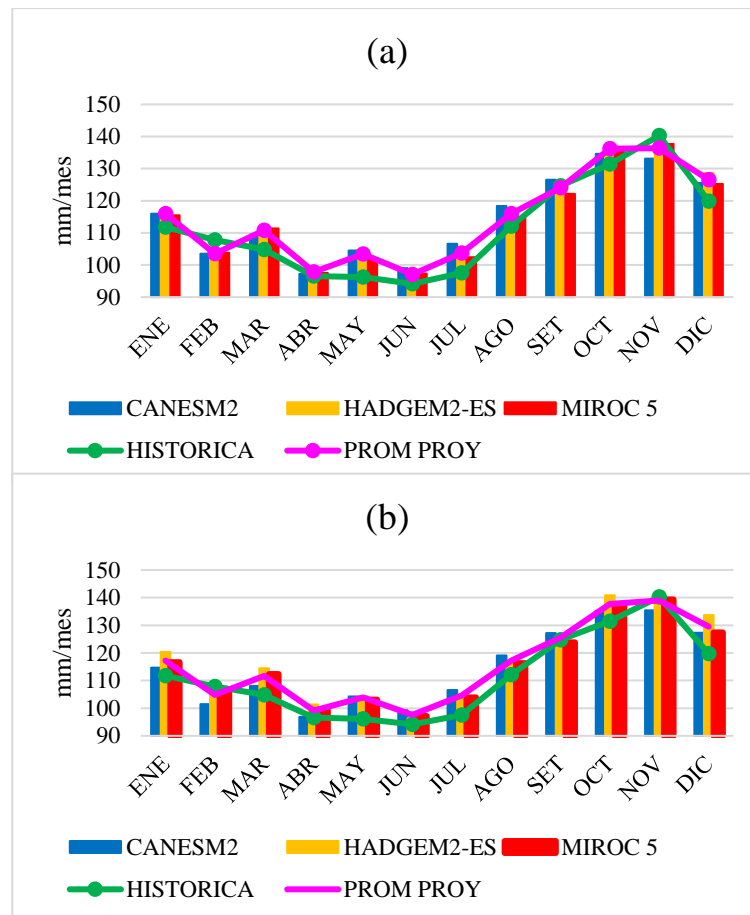 (a)
150
140
130
120
110
100
90
mm/mes
ENE FEB MAR ABR MAY JUN JUL AGO SET OCT NOV DIC
CANESM2 HADGEM2-ES MIROC 5
HISTORICA PROM PROY
(b)
150
140
130
120
110
100
90
mm/mes
ENE FEB MAR ABR MAY JUN JUL AGO SET OCT NOV DIC
CANESM2 HADGEM2-ES MIROC 5
HISTORICA PROM PROY